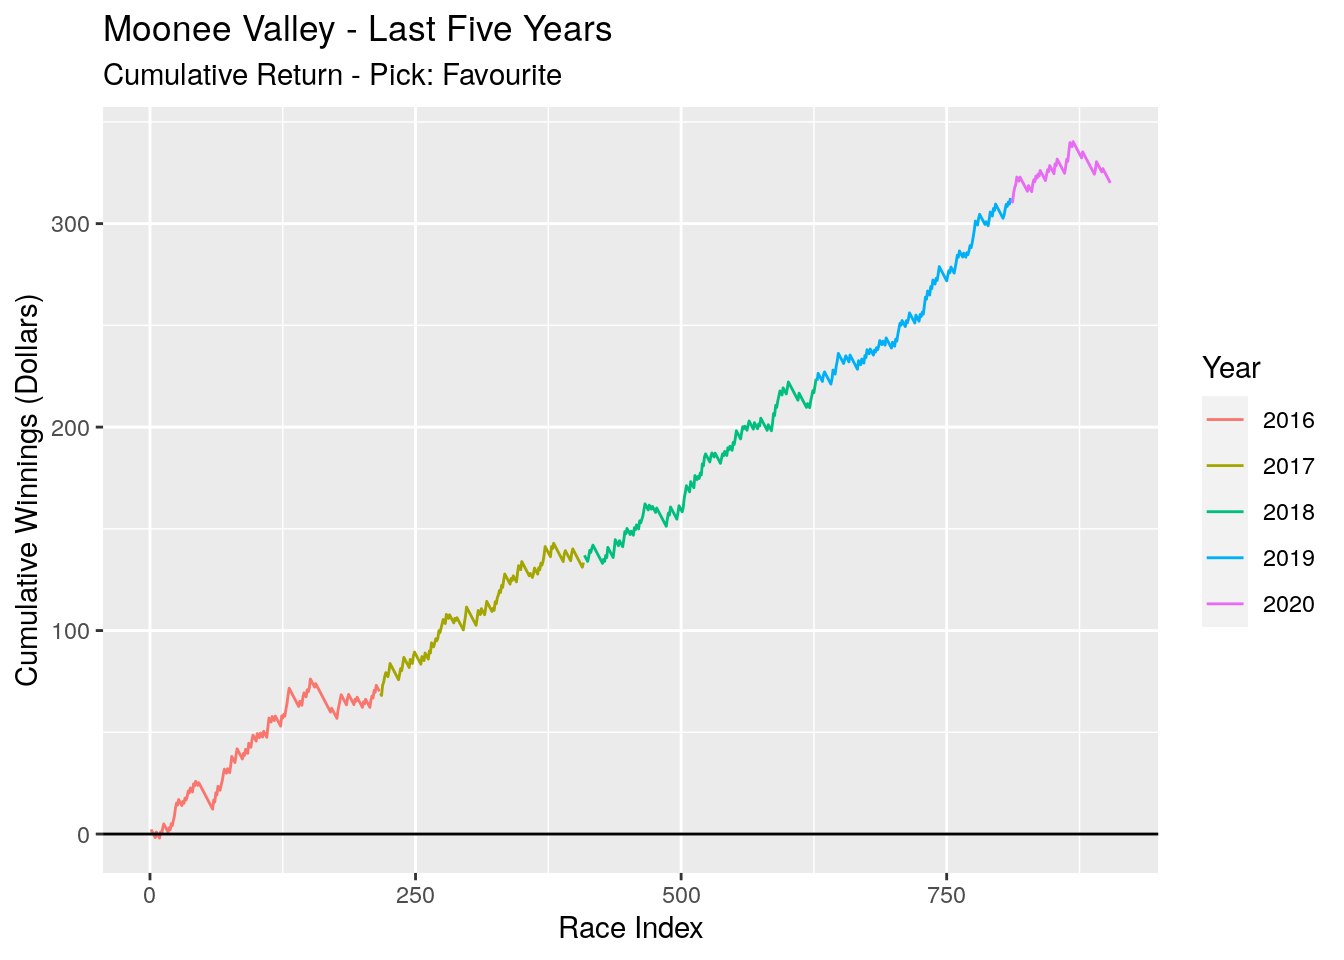 Moonee Valley - Last Five Years
Cumulative Return - Pick: Favourite
Cumulative Winnings (Dollars)
300
200
100
0
0
250
500
750
Race Index
Year
2016
2017
2018
2019
2020